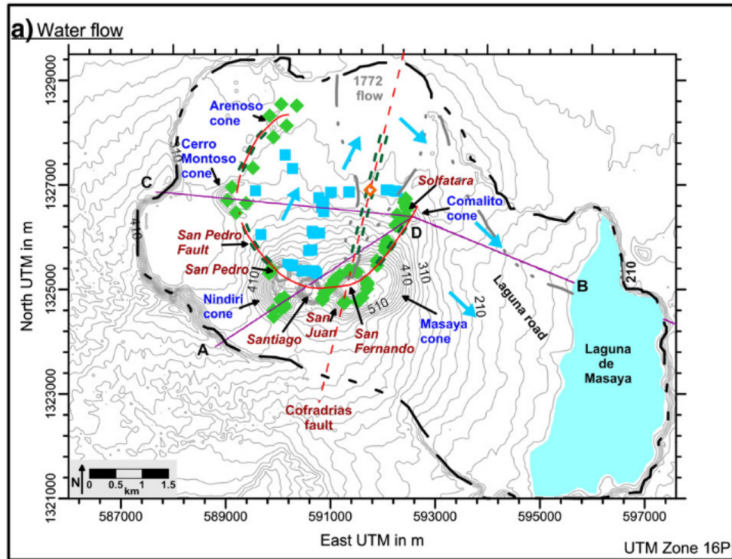 a) Water flow
1329000
1327000
1325000
1323000
1321000
North UTM in m
1772
flow
Arenoso
cone
Cerro
Montoso
cone
C
410
Solfatara
Comalito
cone
D
San Pedro
Fault
San Pedro
410
310
410
510
210
210
Nindiri
cone
San
Juan
Santiago
San
Fernando
Masaya
cone
A
B
Laguna road
Laguna
de
Masaya
Cofradrias
fault
N
0 0.5 1 1.5
km
587000 589000 591000 593000 595000 597000
East UTM in m
UTM Zone 16P